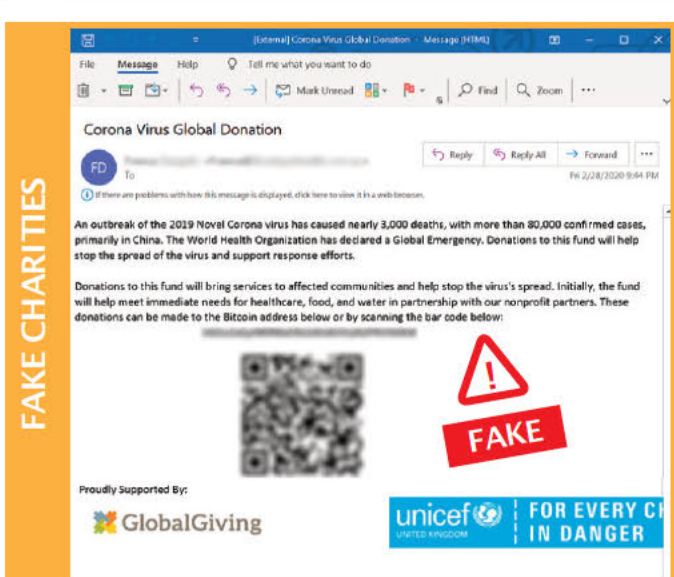 FAKE CHARITIES
[External] Corona Virus Global Donation - Message (HTML)
File Message Help Tell me what you want to do
Mark Unread Find Zoom
Corona Virus Global Donation
FD
To
Reply Reply All Forward
Fri 2/28/2020 9:44 PM
If there are problems with how this message is displayed, click here to view it in a web browser.
An outbreak of the 2019 Novel Corona virus has caused nearly 3,000 deaths, with more than 80,000 confirmed cases,
primarily in China. The World Health Organization has declared a Global Emergency. Donations to this fund will help
stop the spread of the virus and support response efforts.
Donations to this fund will bring services to affected communities and help stop the virus's spread. Initially, the fund
will help meet immediate needs for healthcare, food, and water in partnership with our nonprofit partners. These
donations can be made to the Bitcoin address below or by scanning the bar code below:
!
FAKE
Proudly Supported By:
GlobalGiving
unicef
UNITED KINGDOM
FOR EVERY CH
IN DANGER